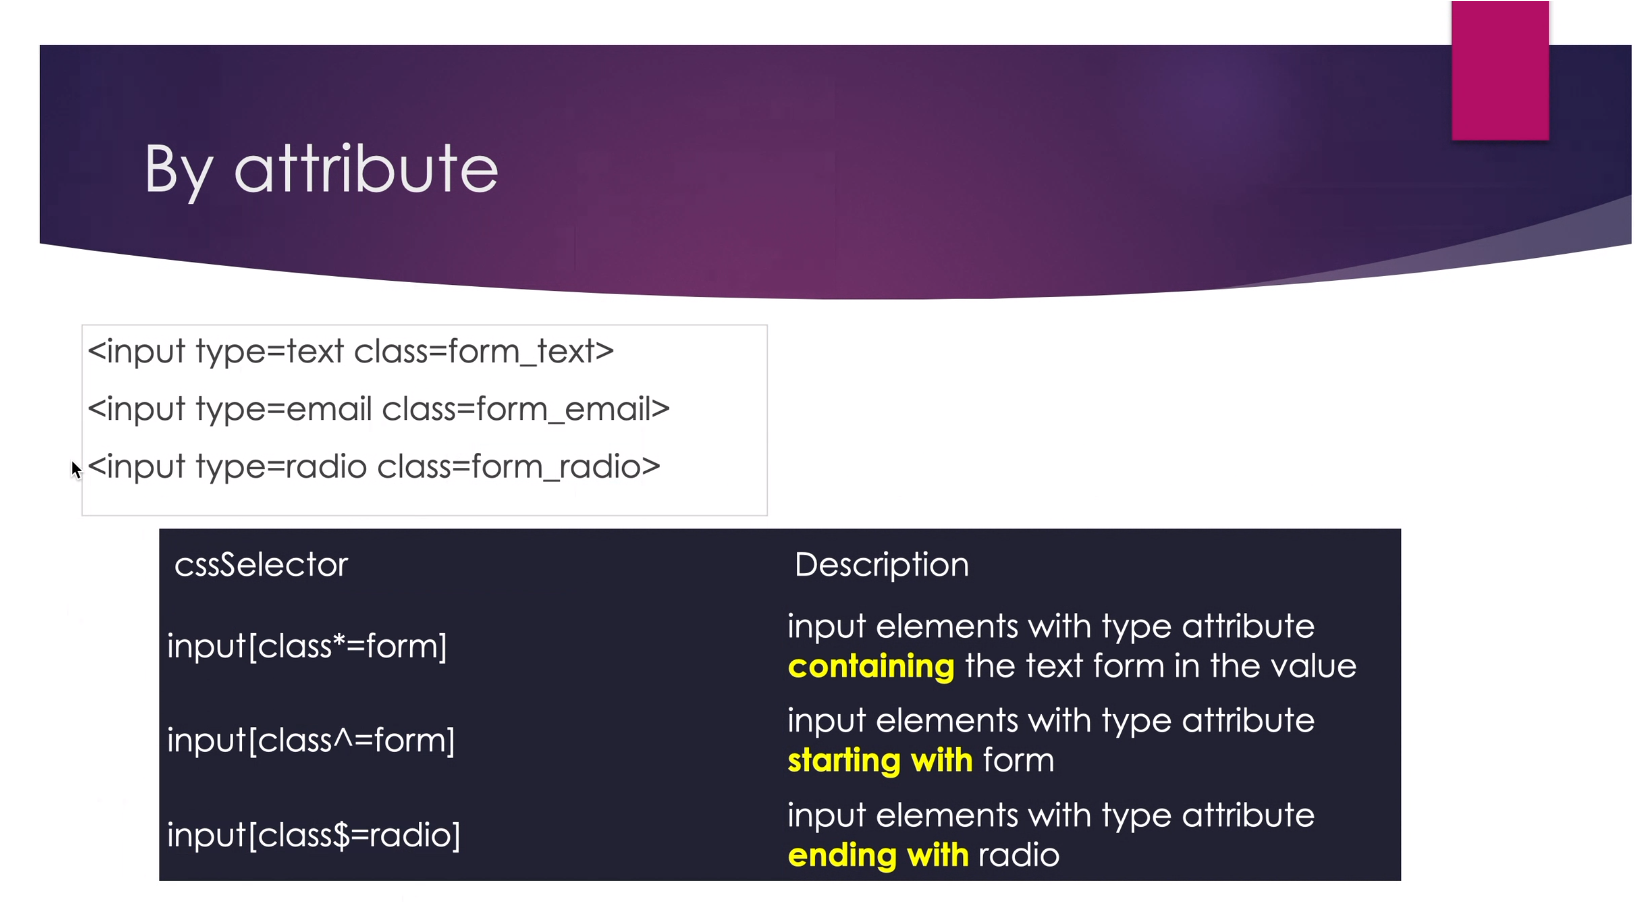 By attribute
<input type=text class=form_text>
<input type=email class=form_email>
<input type=radio class=form_radio>
cssSelector Description
input[class*=form] input elements with type attribute
containing the text form in the value
input[class^=form] input elements with type attribute
starting with form
input[class$=radio] input elements with type attribute
ending with radio